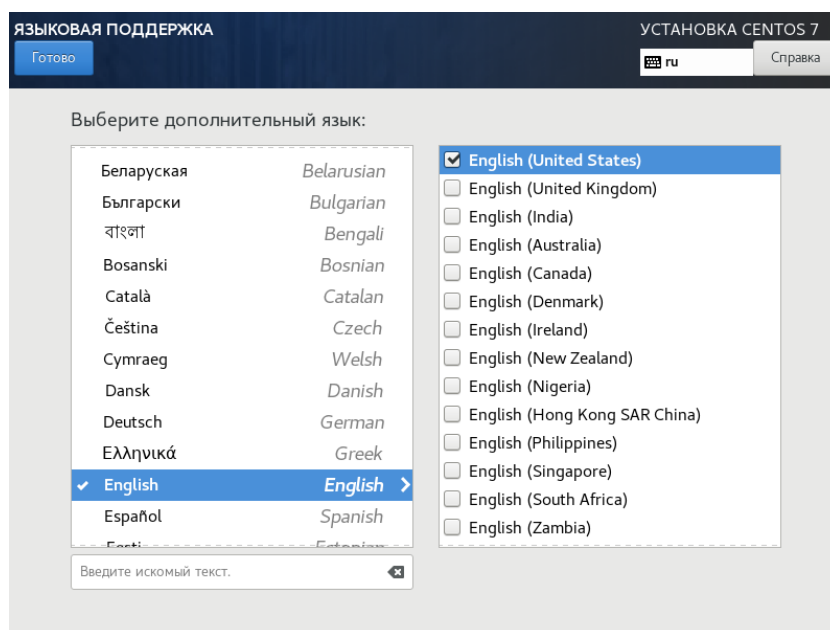 ЯЗЫКОВАЯ ПОДДЕРЖКА
УСТАНОВКА CENTOS 7
Готово
ru
Справка
Выберите дополнительный язык:
Беларуская Belarusian
Български Bulgarian
বাংলা Bengali
Bosanski Bosnian
Català Catalan
Čeština Czech
Cymraeg Welsh
Dansk Danish
Deutsch German
Ελληνικά Greek
English English
Español Spanish
Eesti Estonian
Введите искомый текст.
English (United States)
English (United Kingdom)
English (India)
English (Australia)
English (Canada)
English (Denmark)
English (Ireland)
English (New Zealand)
English (Nigeria)
English (Hong Kong SAR China)
English (Philippines)
English (Singapore)
English (South Africa)
English (Zambia)